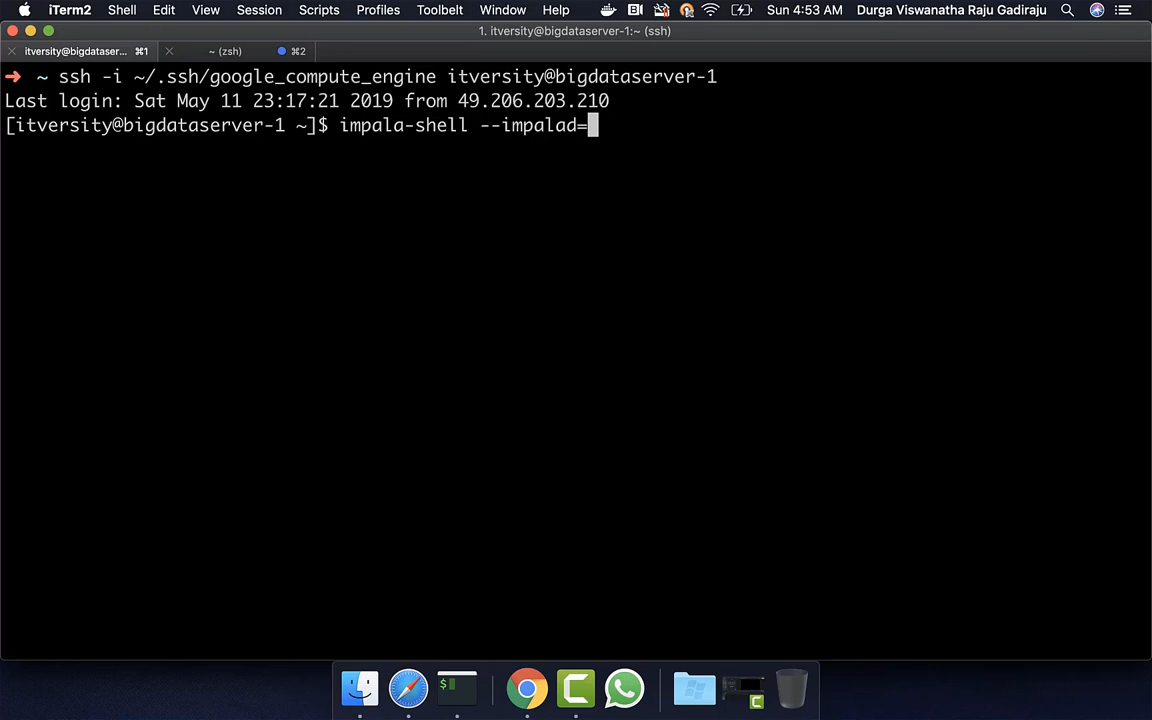 iTerm2 Shell Edit View Session Scripts Profiles Toolbelt Window Help Sun 4:53 AM Durga Viswanatha Raju Gadiraju
1. itversity@bigdataserver-1:~ (ssh)
itversity@bigdataser... ⌘1 ~ (zsh) ⌘2
➜ ~ ssh -i ~/.ssh/google_compute_engine itversity@bigdataserver-1
Last login: Sat May 11 23:17:21 2019 from 49.206.203.210
[itversity@bigdataserver-1 ~]$ impala-shell --impalad=